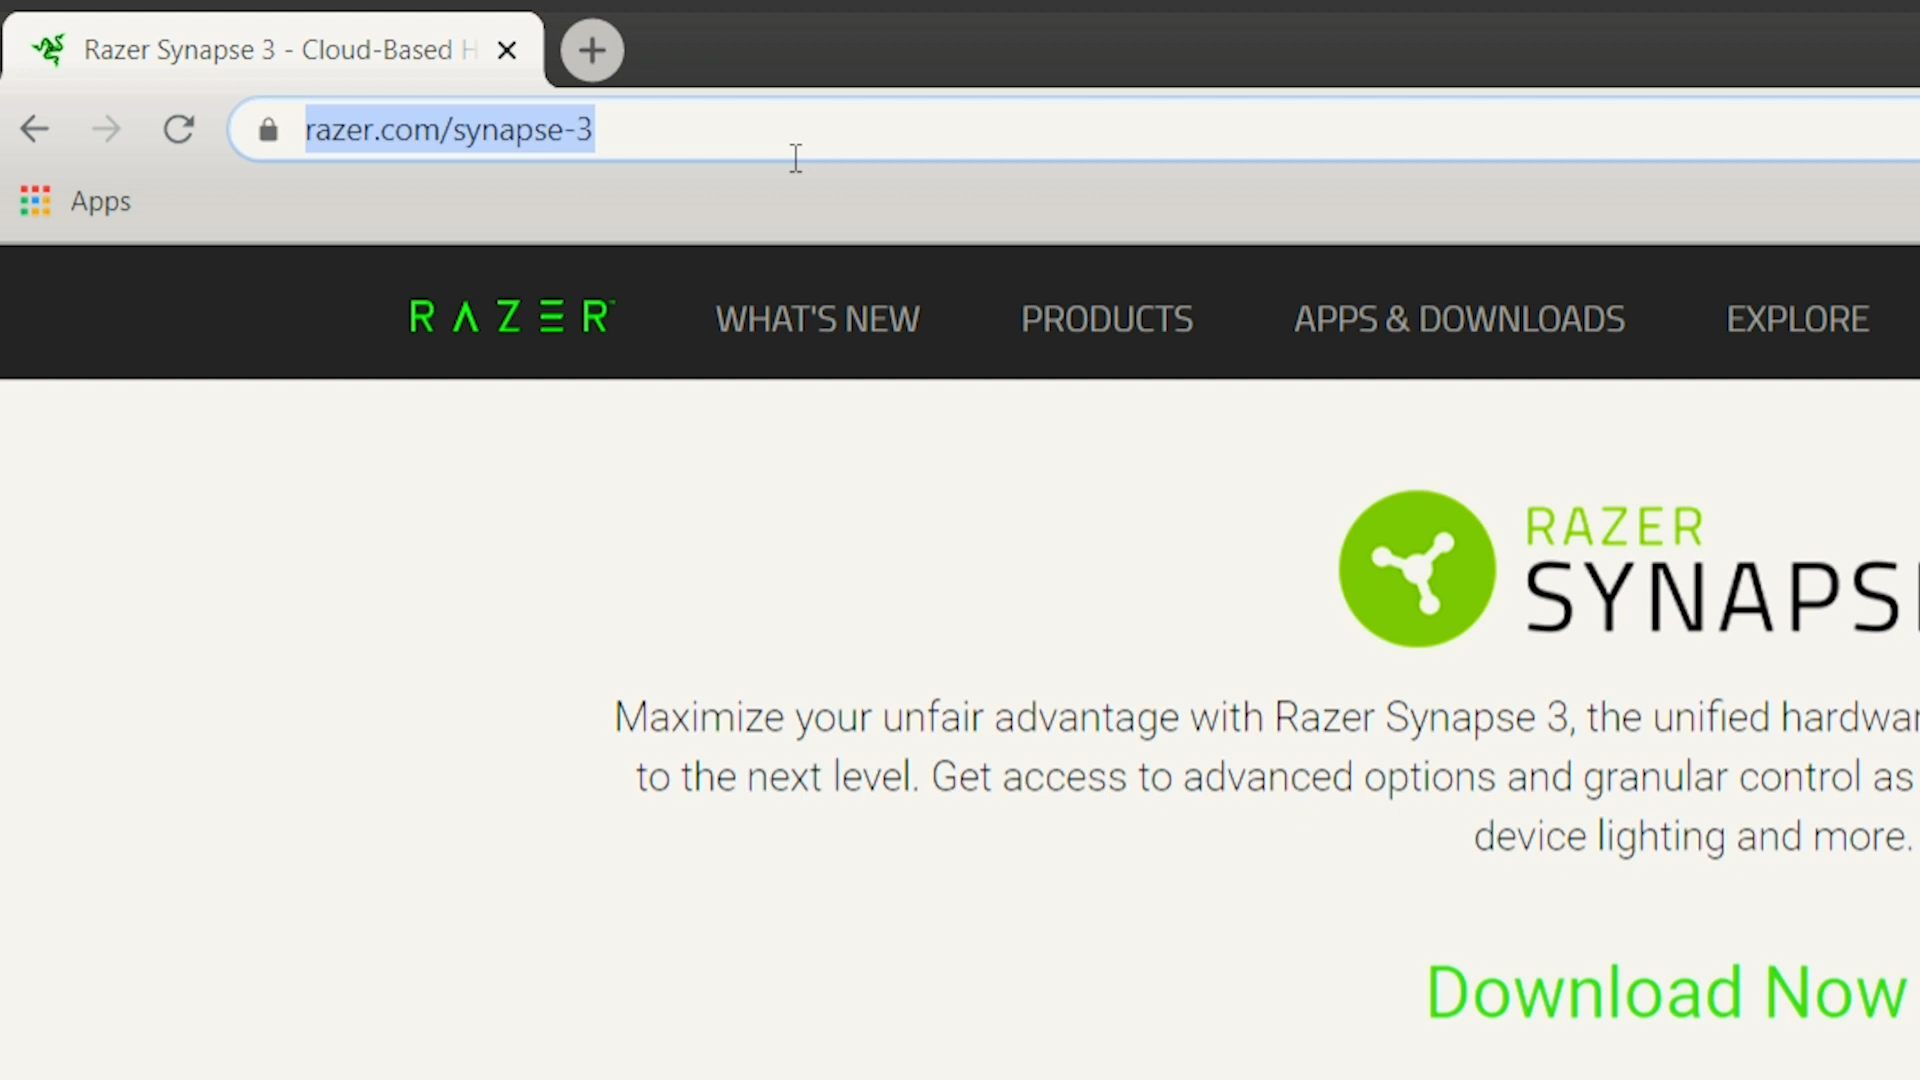 Razer Synapse 3 - Cloud-Based H
razer.com/synapse-3
Apps
RAZER WHAT'S NEW PRODUCTS APPS & DOWNLOADS EXPLORE
RAZER
SYNAPSE
Maximize your unfair advantage with Razer Synapse 3, the unified hardwar
to the next level. Get access to advanced options and granular control as
device lighting and more.
Download Now